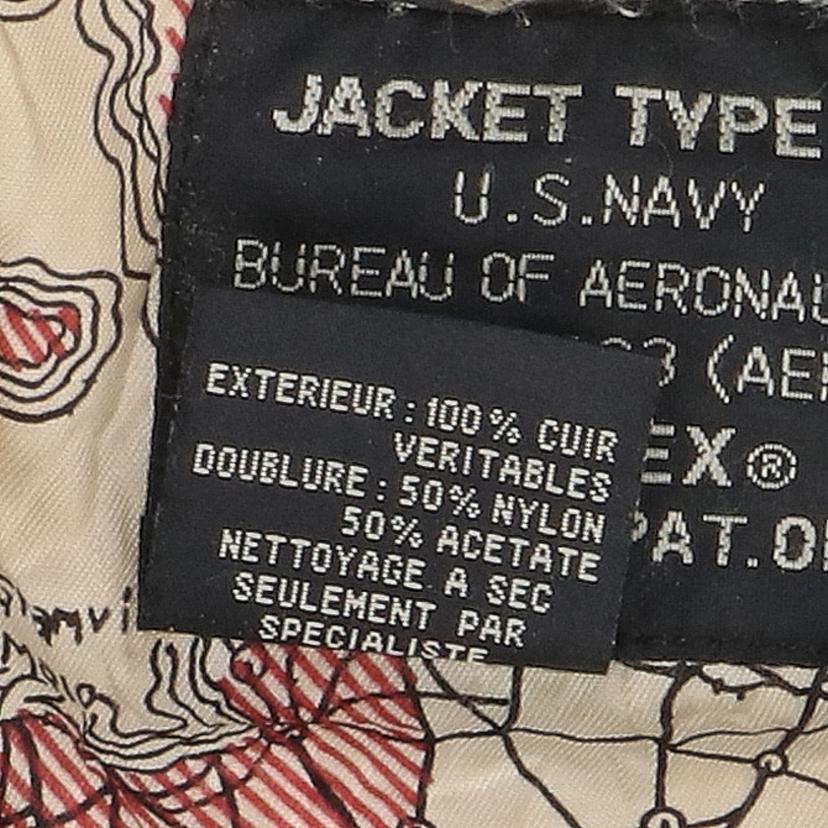 JACKET TYPE
U.S.NAVY
BUREAU OF
(
®
EXTERIEUR : 100% CUIR
VERITABLES
DOUBLURE : 50% NYLON
50% ACETATE
NETTOYAGE A SEC
SEULEMENT PAR
SPECIALISTE